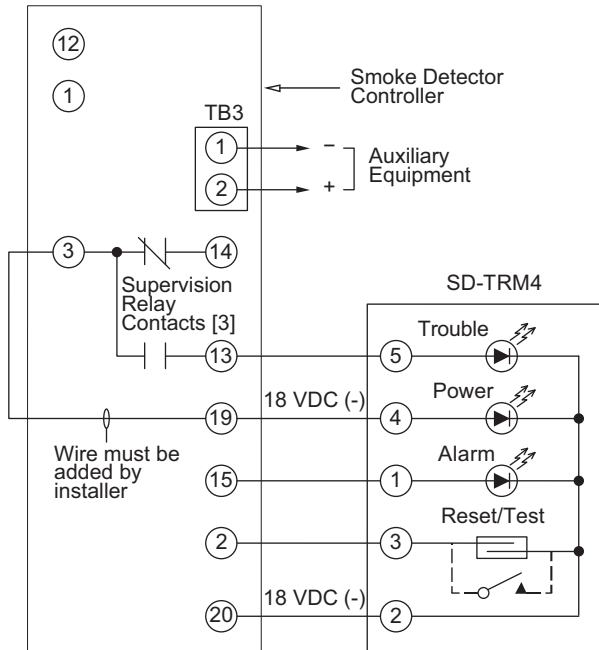 12
1
Smoke Detector
Controller
TB3
1
−
2
+
Auxiliary
Equipment
3
14
Supervision
Relay
Contacts [3]
SD-TRM4
Trouble
13
5
Power
19
18 VDC (-)
4
Wire must be
added by
installer
Alarm
15
1
Reset/Test
2
3
18 VDC (-)
20
2